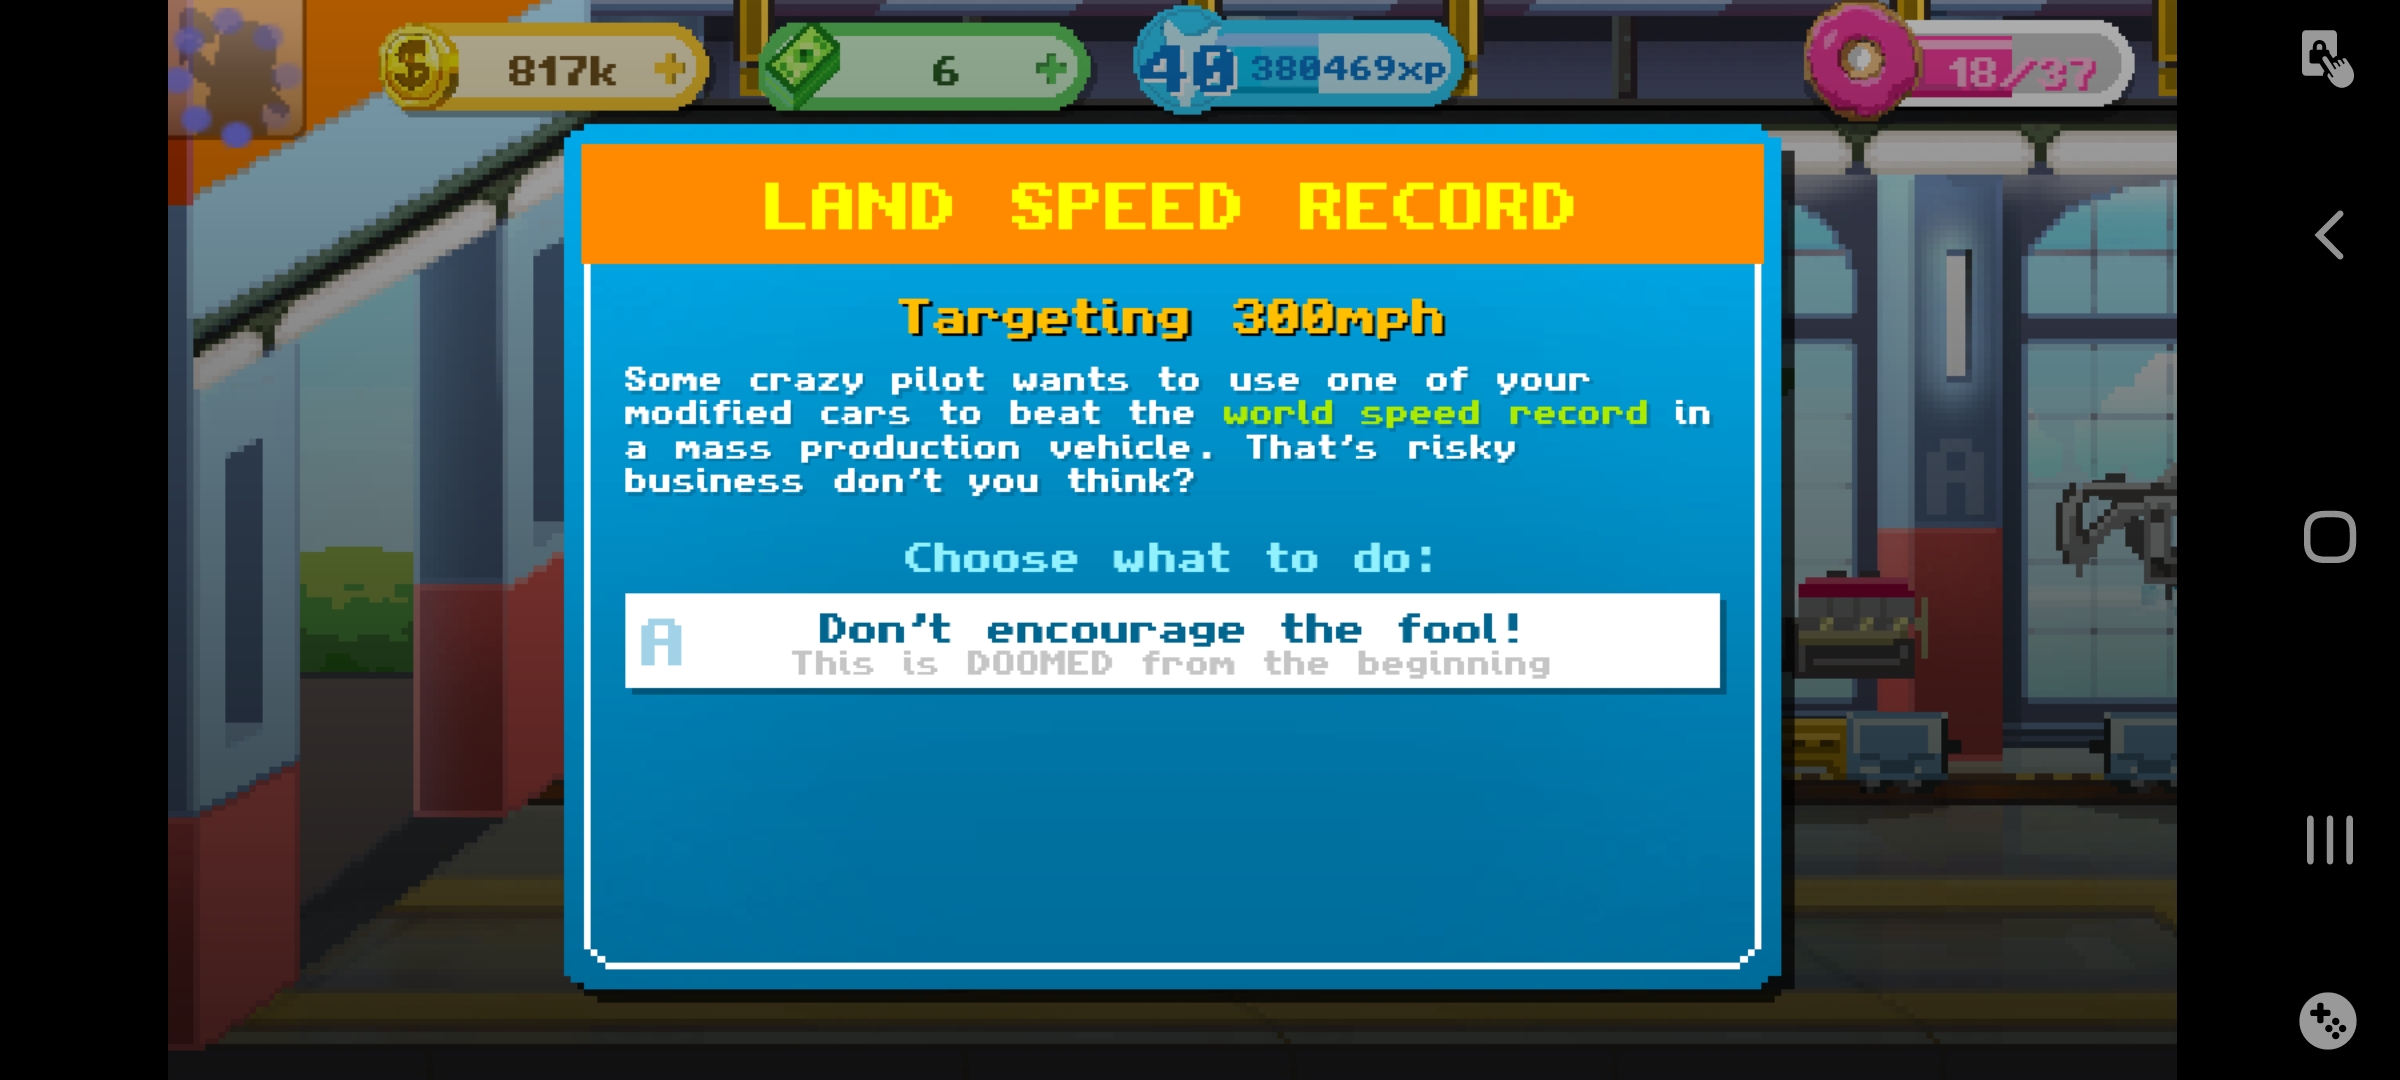 817k
6
40 380469xp
18/37
LAND SPEED RECORD
Targeting 300mph
Some crazy pilot wants to use one of your
modified cars to beat the world speed record in
a mass production vehicle. That's risky
business don't you think?
Choose what to do:
A
Don't encourage the fool!
This is DOOMED from the beginning
A